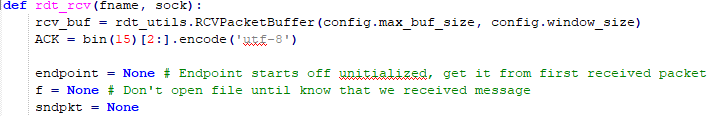 def rdt_rcv(fname, sock):
rcv_buf = rdt_utils.RCVPacketBuffer(config.max_buf_size, config.window_size)
ACK = bin(15)[2:].encode('utf-8')
endpoint = None # Endpoint starts off unitialized, get it from first received packet
f = None # Don't open file until know that we received message
sndpkt = None